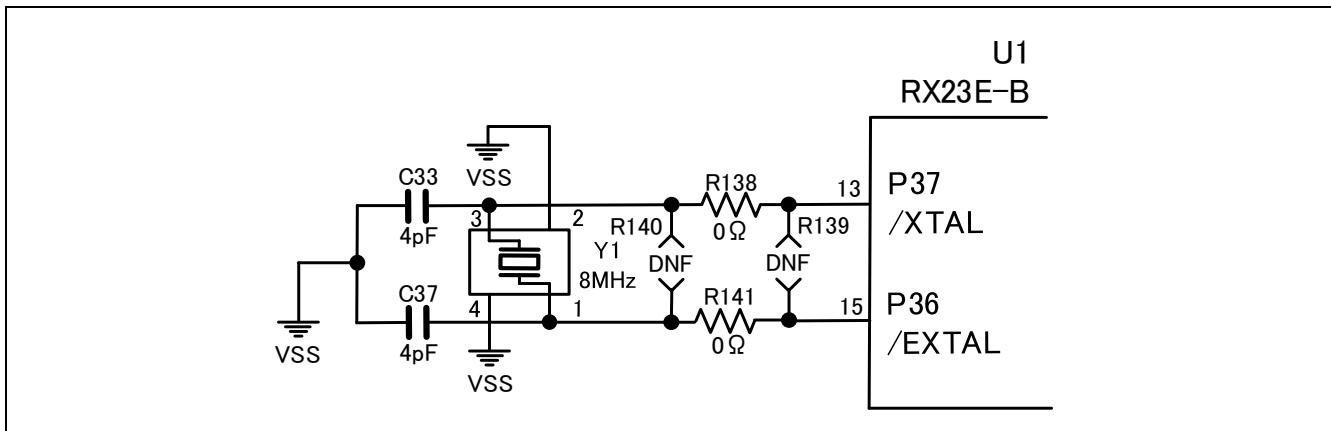 U1
RX23E-B
VSS
C33
4pF
3
2
R138
0Ω
R140
DNF
R139
DNF
13
P37
/XTAL
Y1
8MHz
C37
4pF
4
1
R141
0Ω
15
P36
/EXTAL
VSS
VSS